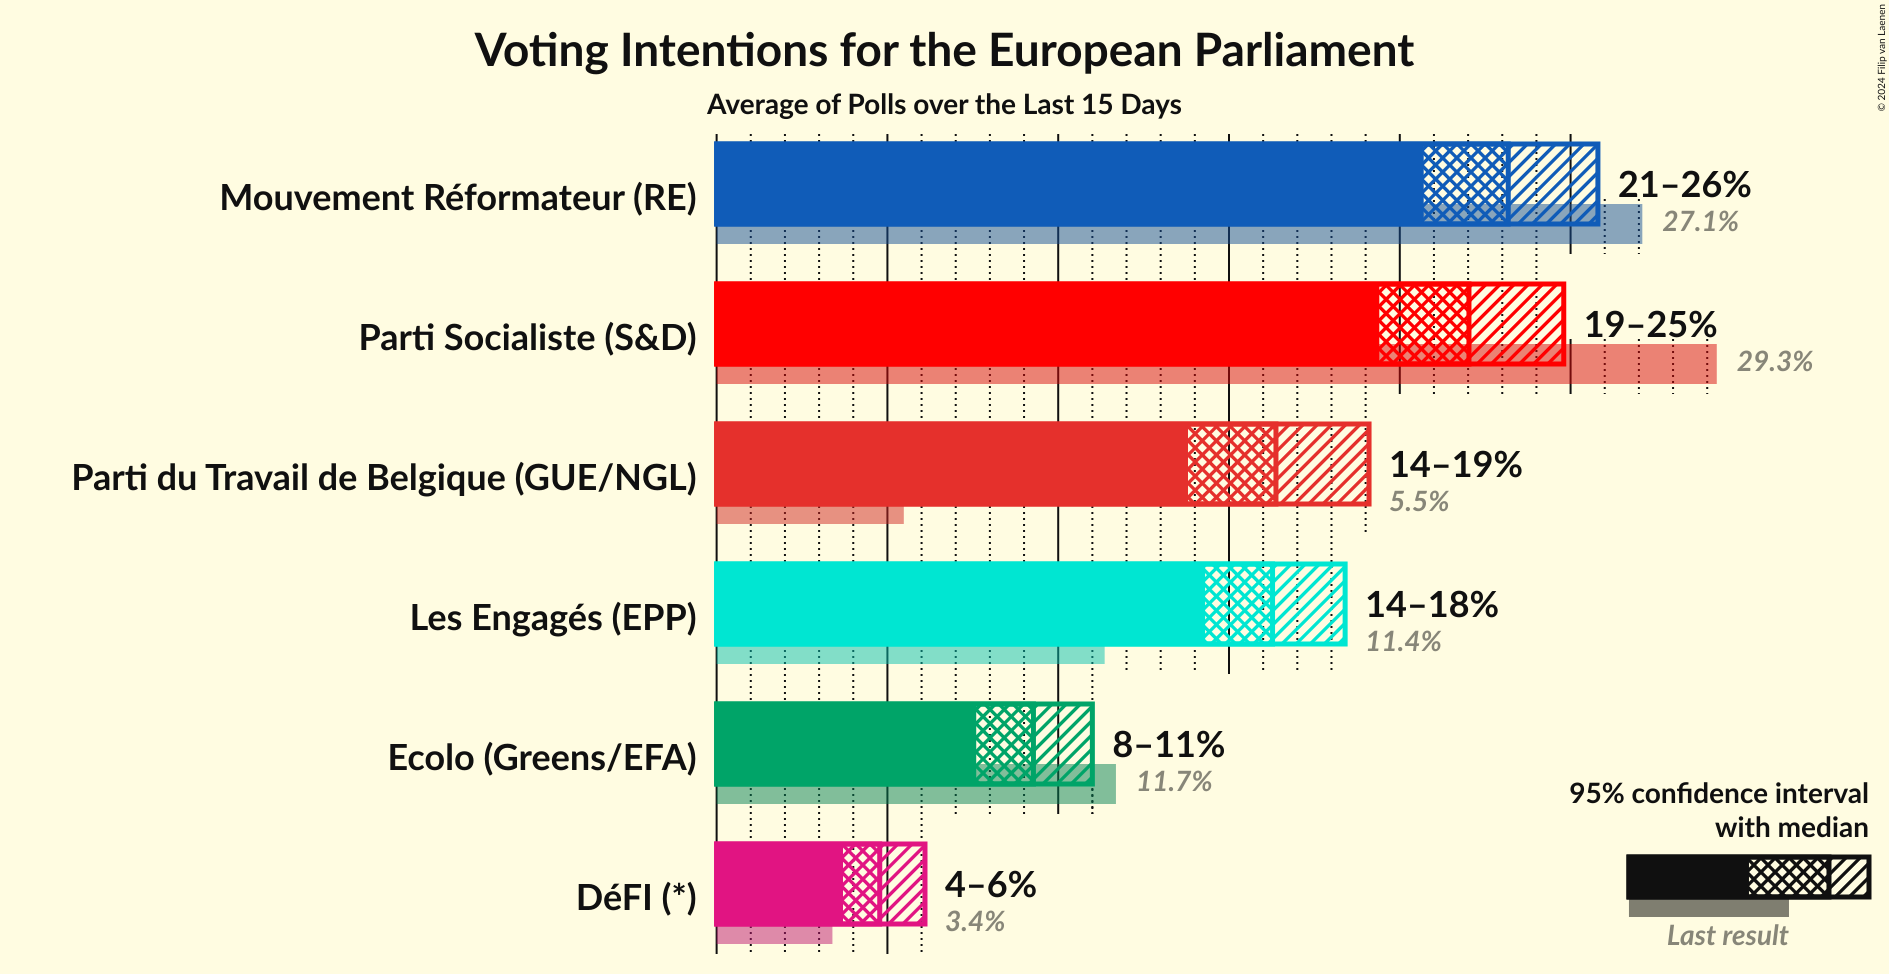 Voting Intentions for the European Parliament
Average of Polls over the Last 15 Days
Mouvement Réformateur (RE)
21–26%
27.1%
Parti Socialiste (S&D)
19–25%
29.3%
Parti du Travail de Belgique (GUE/NGL)
14–19%
5.5%
Les Engagés (EPP)
14–18%
11.4%
Ecolo (Greens/EFA)
8–11%
11.7%
DéFI (*)
4–6%
3.4%
95% confidence interval
with median
Last result
© 2024 Filip van Laenen